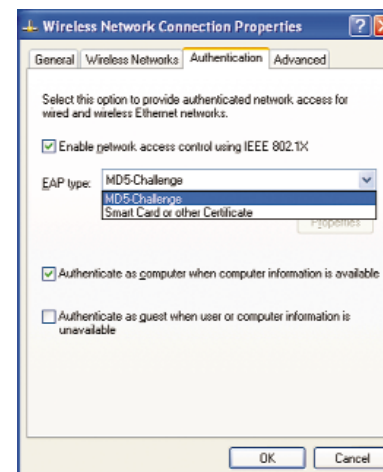 Wireless Network Connection Properties
General Wireless Networks Authentication Advanced
Select this option to provide authenticated network access for
wired and wireless Ethernet networks.
Enable network access control using IEEE 802.1X
EAP type: MD5-Challenge
MD5-Challenge
Smart Card or other Certificate
Properties
Authenticate as computer when computer information is available
Authenticate as guest when user or computer information is
unavailable
OK Cancel